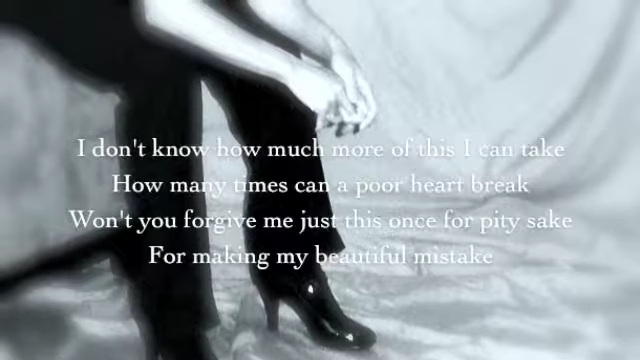 I don't know how much more of this I can take
How many times can a poor heart break
Won't you forgive me just this once for pity sake
For making my beautiful mistake